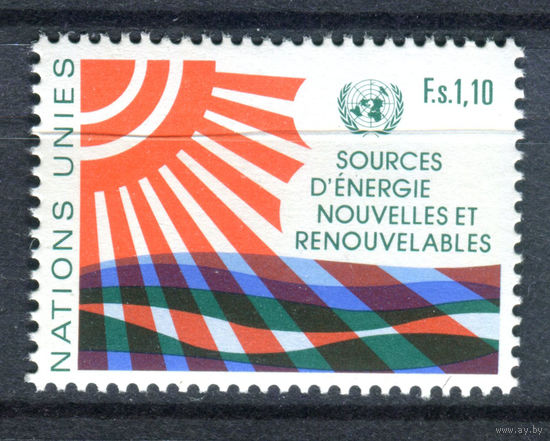 NATIONS UNIES
F.s.1,10
SOURCES
D'ÉNERGIE
NOUVELLES ET
RENOUVELABLES
www.ay.by